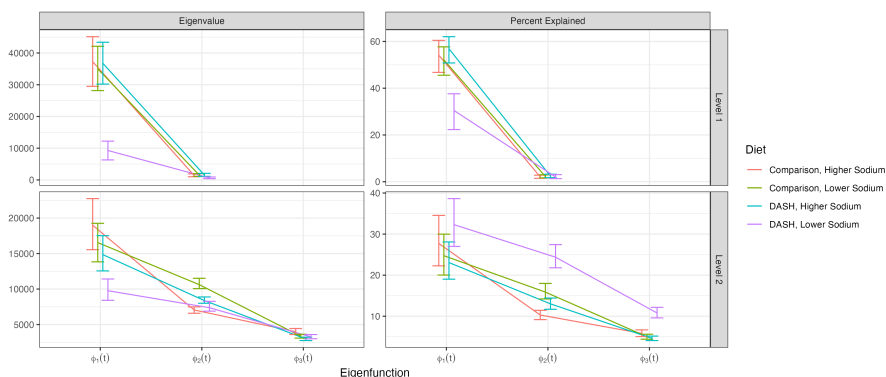 Eigenvalue
Percent Explained
40000
30000
20000
10000
0
60
40
20
0
Level 1
20000
15000
10000
5000
40
30
20
10
Level 2
φ₁(t)
φ₂(t)
φ₃(t)
φ₁(t)
φ₂(t)
φ₃(t)
Eigenfunction
Diet
Comparison, Higher Sodium
Comparison, Lower Sodium
DASH, Higher Sodium
DASH, Lower Sodium